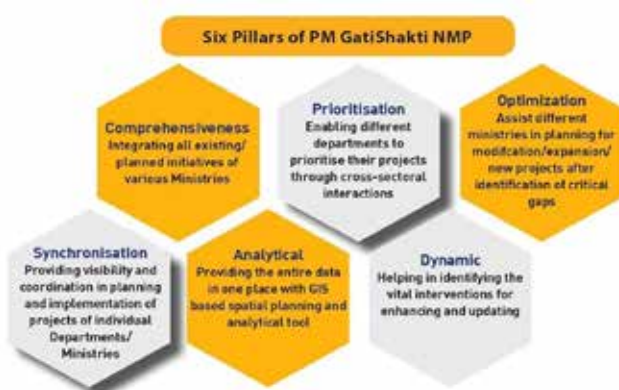 Six Pillars of PM GatiShakti NMP
Comprehensiveness
Integrating all existing/
planned initiatives of
various Ministries
Prioritisation
Enabling different
departments to
prioritise their projects
through cross-sectoral
interactions
Optimization
Assist different
ministries in planning for
modifcation/expansion/
new projects after
identification of critical
gaps
Synchronisation
Providing visibility and
coordination in planning
and implementation of
projects of individual
Departments/
Ministries
Analytical
Providing the entire data
in one place with GIS
based spatial planning and
analytical tool
Dynamic
Helping in identifying the
vital interventions for
enhancing and updating